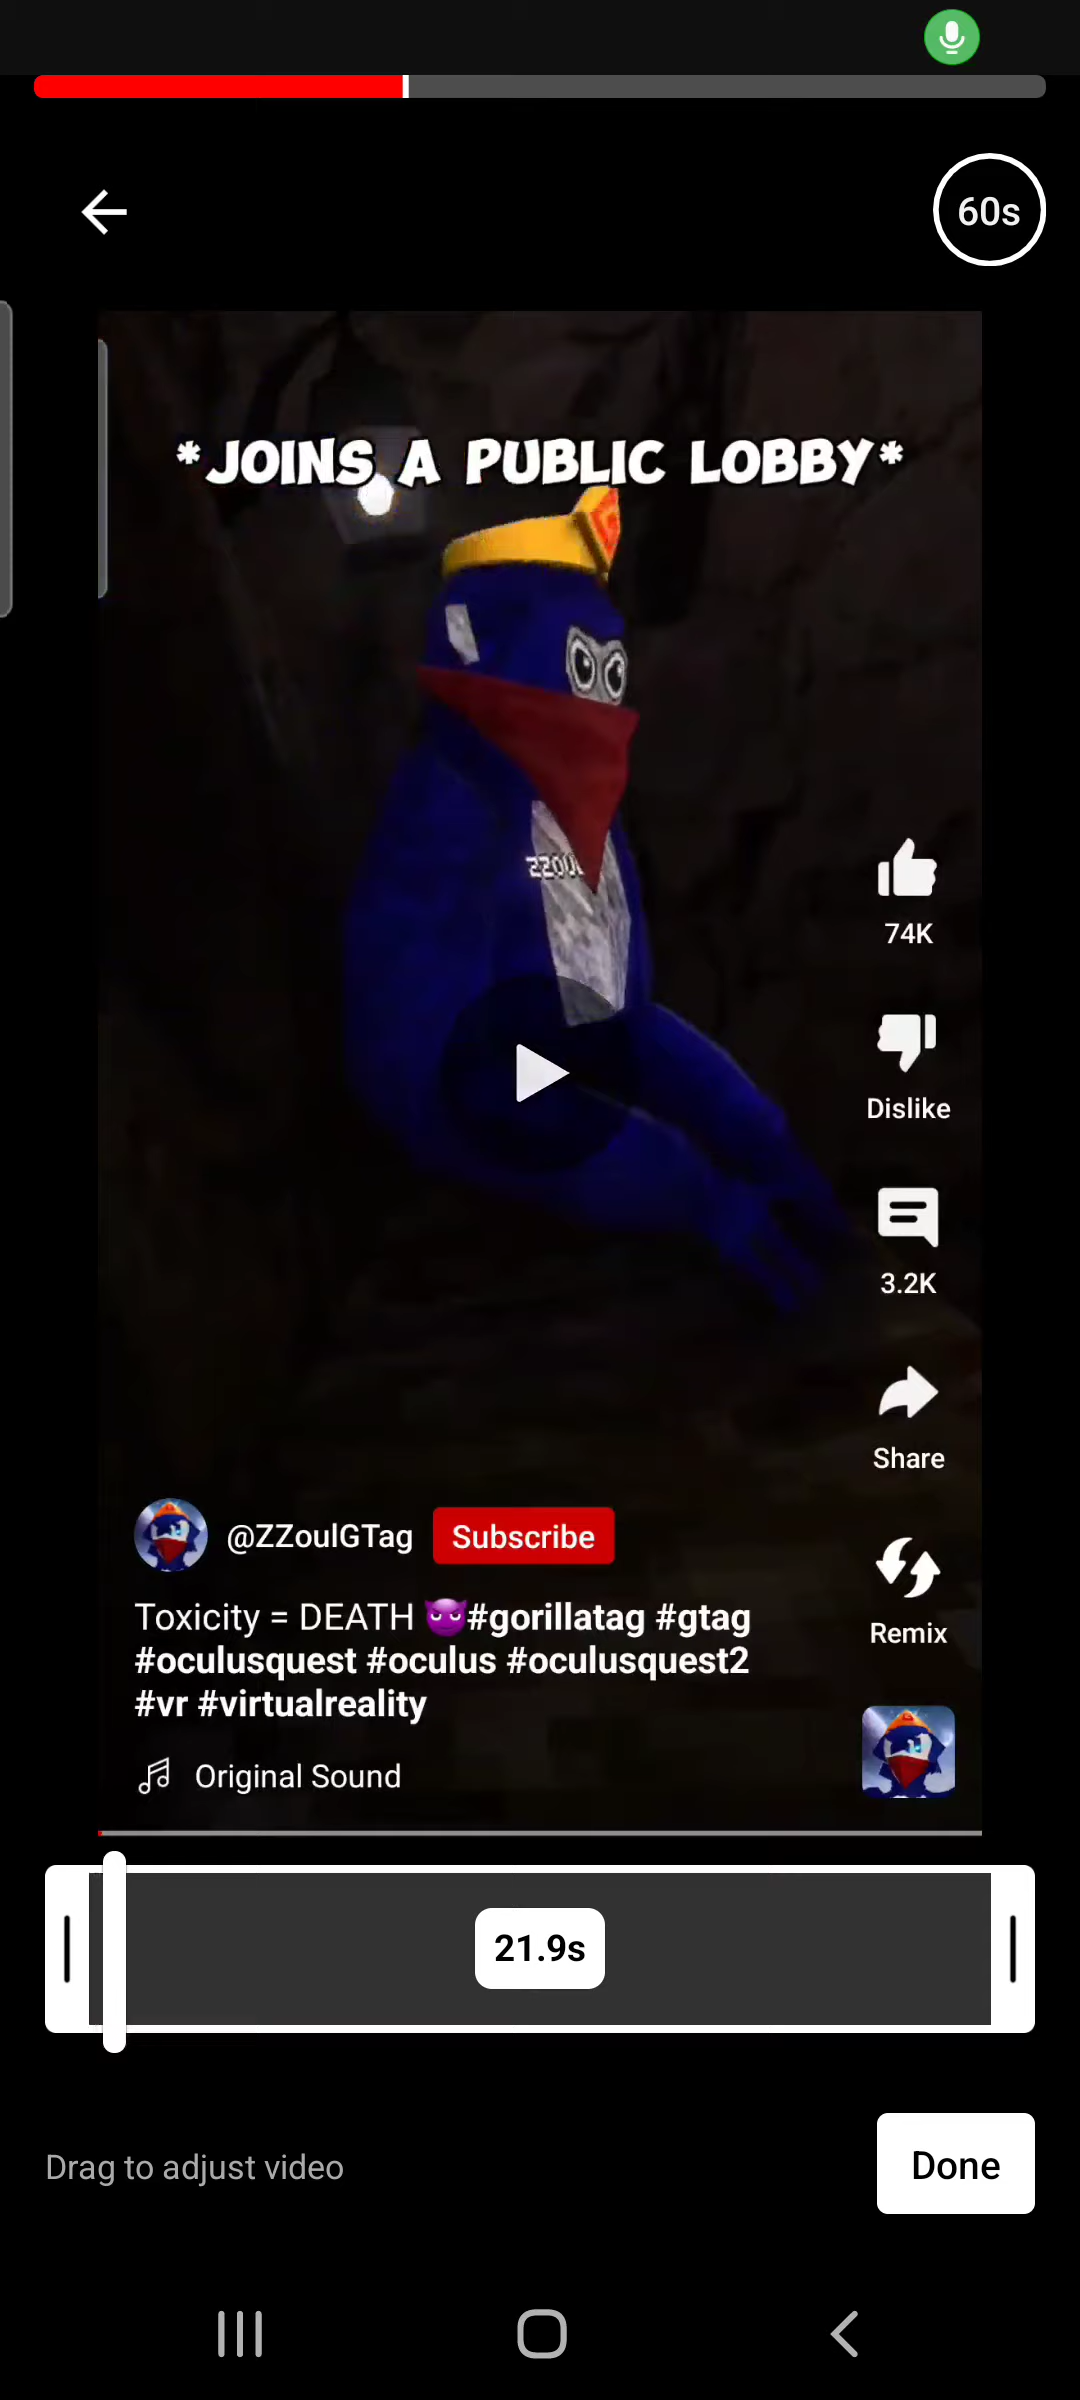 60s
*JOINS A PUBLIC LOBBY*
74K
Dislike
3.2K
Share
@ZZoulGTag Subscribe
Toxicity = DEATH 😈#gorillatag #gtag
#oculusquest #oculus #oculusquest2
#vr #virtualreality
Remix
Original Sound
21.9s
Drag to adjust video
Done